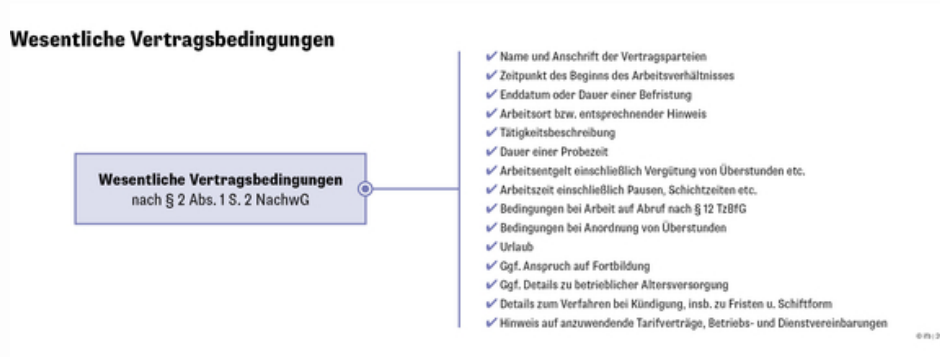 Wesentliche Vertragsbedingungen
Wesentliche Vertragsbedingungen
nach § 2 Abs. 1 S. 2 NachwG
✔ Name und Anschrift der Vertragsparteien
✔ Zeitpunkt des Beginns des Arbeitsverhältnisses
✔ Enddatum oder Dauer einer Befristung
✔ Arbeitsort bzw. entsprechender Hinweis
✔ Tätigkeitsbeschreibung
✔ Dauer einer Probezeit
✔ Arbeitsentgelt einschließlich Vergütung von Überstunden etc.
✔ Arbeitszeit einschließlich Pausen, Schichtzeiten etc.
✔ Bedingungen bei Arbeit auf Abruf nach § 12 TzBfG
✔ Bedingungen bei Anordnung von Überstunden
✔ Urlaub
✔ Ggf. Anspruch auf Fortbildung
✔ Ggf. Details zu betrieblicher Altersversorgung
✔ Details zum Verfahren bei Kündigung, insb. zu Fristen u. Schiftform
✔ Hinweis auf anzuwendende Tarifverträge, Betriebs- und Dienstvereinbarungen